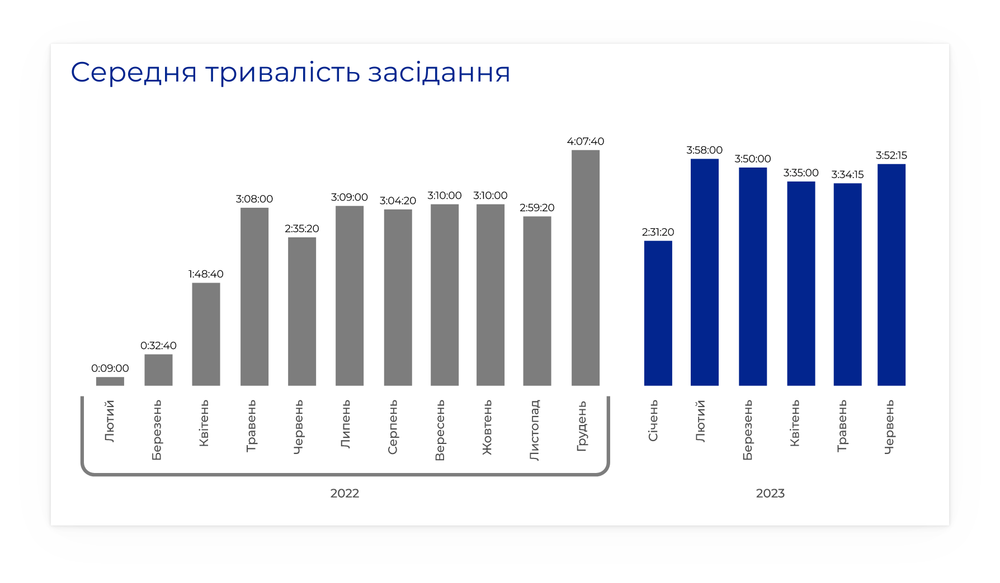 Середня тривалість засідання
0:09:00
0:32:40
1:48:40
3:08:00
2:35:20
3:09:00
3:04:20
3:10:00
3:10:00
2:59:20
4:07:40
2:31:20
3:58:00
3:50:00
3:35:00
3:34:15
3:52:15
Лютий
Березень
Квітень
Травень
Червень
Липень
Серпень
Вересень
Жовтень
Листопад
Грудень
Січень
Лютий
Березень
Квітень
Травень
Червень
2022
2023